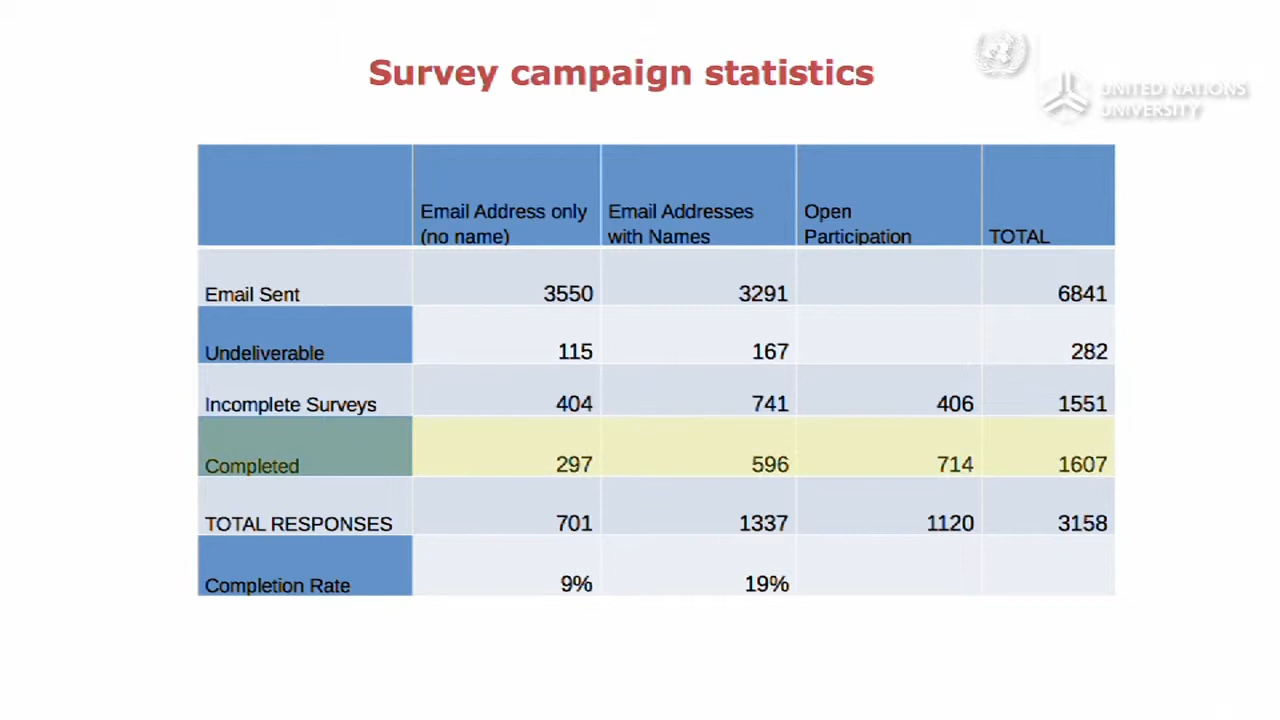 Survey campaign statistics
UNITED NATIONS
UNIVERSITY
Email Address only
(no name)
Email Addresses
with Names
Open
Participation
TOTAL
Email Sent 3550 3291 6841
Undeliverable 115 167 282
Incomplete Surveys 404 741 406 1551
Completed 297 596 714 1607
TOTAL RESPONSES 701 1337 1120 3158
Completion Rate 9% 19%